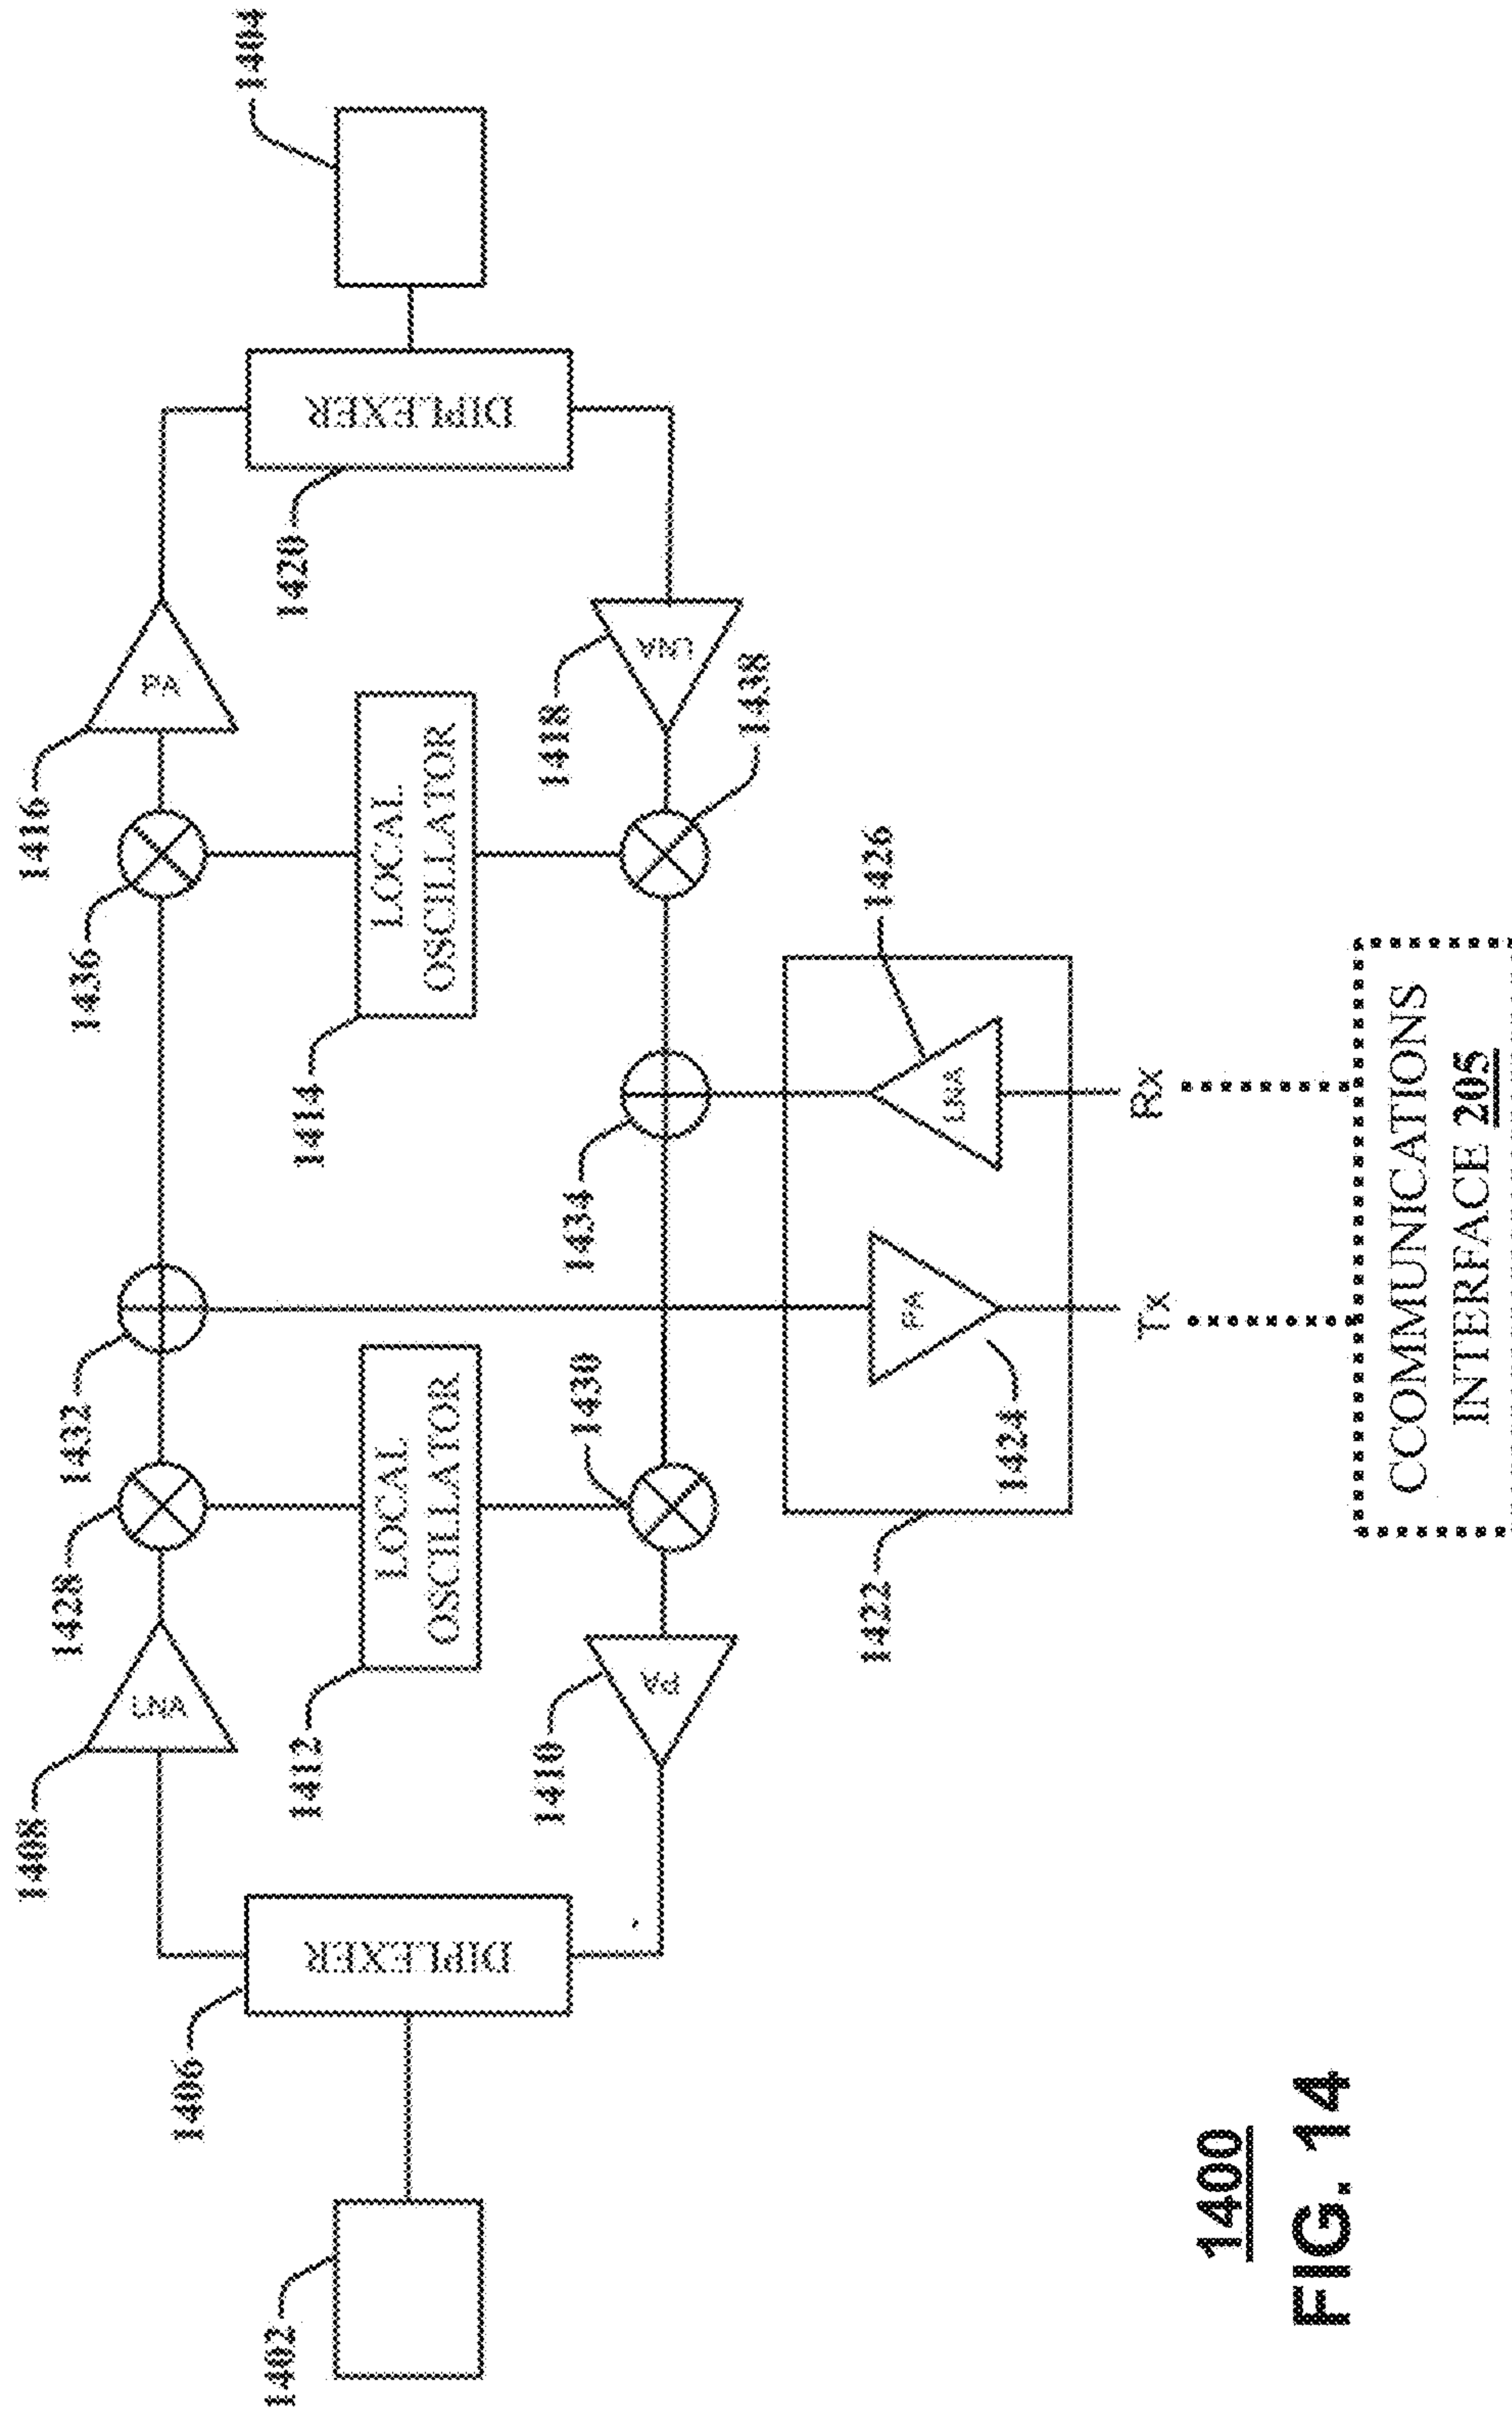 1408
LNA
1428
1432
1436
1416
PA
1406
DIPLEXER
1412
LOCAL
OSCILLATOR
1414
LOCAL
OSCILLATOR
1420
DIPLEXER
1402
1404
1410
PA
1430
1434
1418
LNA
1438
1422
1424
PA
LNA
1426
Tx
Rx
CCOMMUNICATIONS
INTERFACE 205
1400
FIG. 14